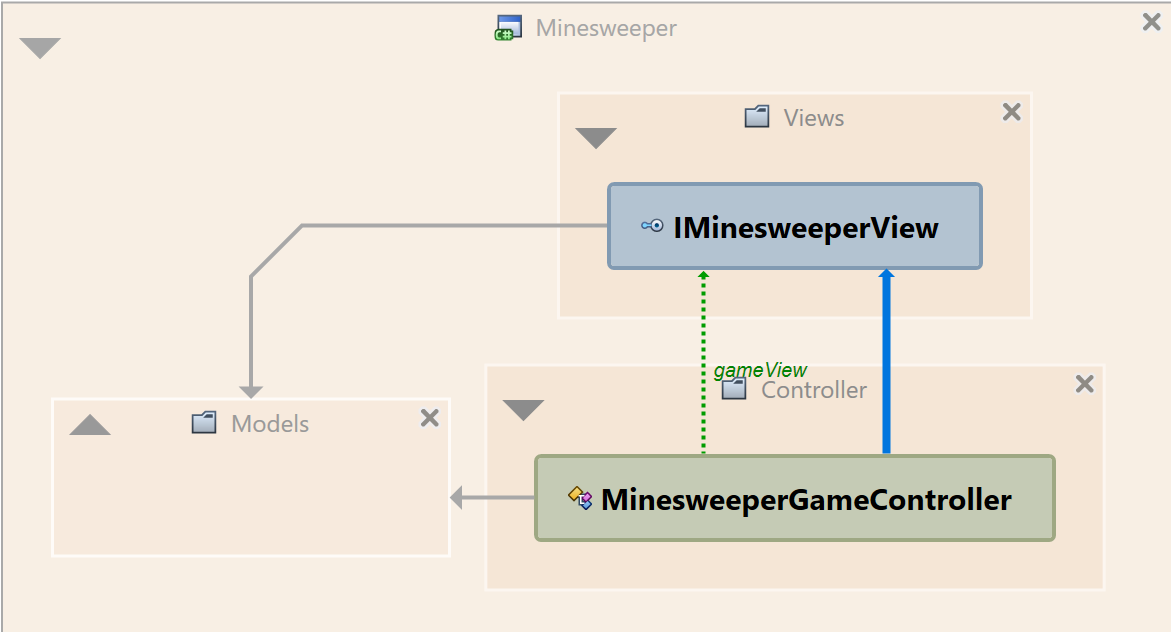 C#
Minesweeper
Views
IMinesweeperView
gameView
Controller
Models
MinesweeperGameController